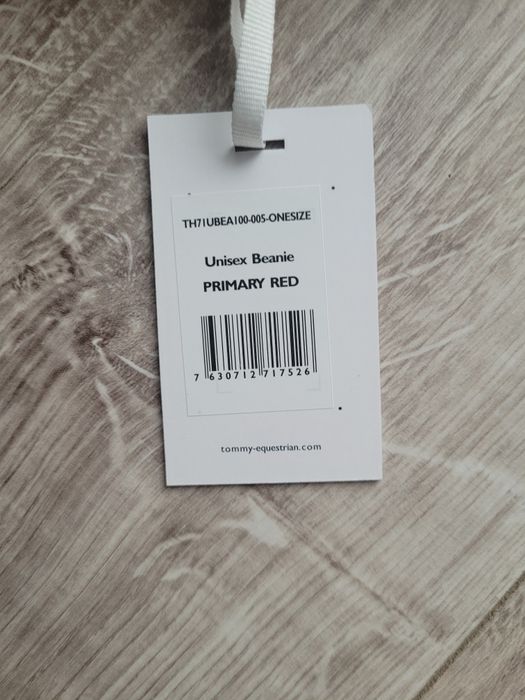 TH71UBEA100-005-ONESIZE
Unisex Beanie
PRIMARY RED
7 630712 717526
tommy-equestrian.com